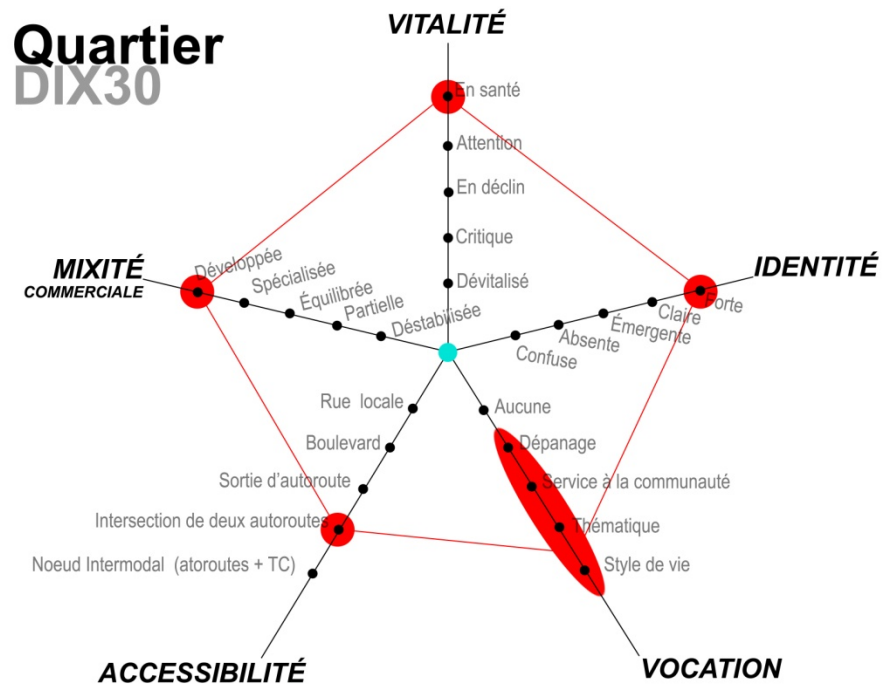 Quartier
DIX30
VITALITÉ
En santé
Attention
En déclin
Critique
Dévitalisé
IDENTITÉ
Forte
Claire
Émergente
Absente
Confuse
MIXITÉ
COMMERCIALE
Développée
Spécialisée
Équilibrée
Partielle
Déstabilisée
Rue locale
Boulevard
Sortie d'autoroute
Intersection de deux autoroutes
Noeud Intermodal (atoroutes + TC)
ACCESSIBILITÉ
Aucune
Dépanage
Service à la communauté
Thématique
Style de vie
VOCATION